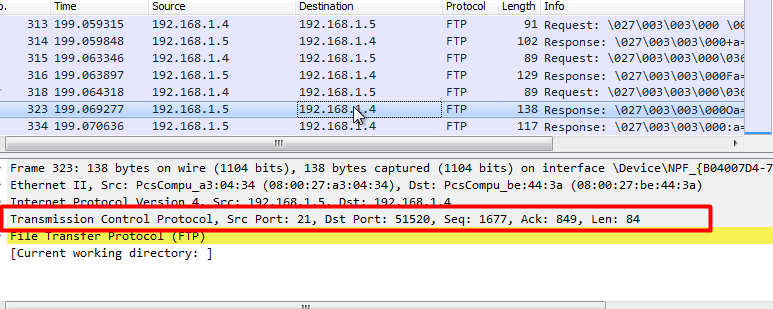 o. Time Source Destination Protocol Length Info
313 199.059315 192.168.1.4 192.168.1.5 FTP 91 Request: \027\003\003\000 \00
314 199.059848 192.168.1.5 192.168.1.4 FTP 102 Response: \027\003\003\000+a=
315 199.063346 192.168.1.4 192.168.1.5 FTP 89 Request: \027\003\003\000\036
316 199.063897 192.168.1.5 192.168.1.4 FTP 129 Response: \027\003\003\000Fa=
318 199.064318 192.168.1.4 192.168.1.5 FTP 89 Request: \027\003\003\000\036
323 199.069277 192.168.1.5 192.168.1.4 FTP 138 Response: \027\003\003\000Oa=
334 199.070636 192.168.1.5 192.168.1.4 FTP 117 Response: \027\003\003\000:a=
Frame 323: 138 bytes on wire (1104 bits), 138 bytes captured (1104 bits) on interface \Device\NPF_{B04007D4-7
Ethernet II, Src: PcsCompu_a3:04:34 (08:00:27:a3:04:34), Dst: PcsCompu_be:44:3a (08:00:27:be:44:3a)
Internet Protocol Version 4, Src: 192.168.1.5, Dst: 192.168.1.4
Transmission Control Protocol, Src Port: 21, Dst Port: 51520, Seq: 1677, Ack: 849, Len: 84
File Transfer Protocol (FTP)
[Current working directory: ]